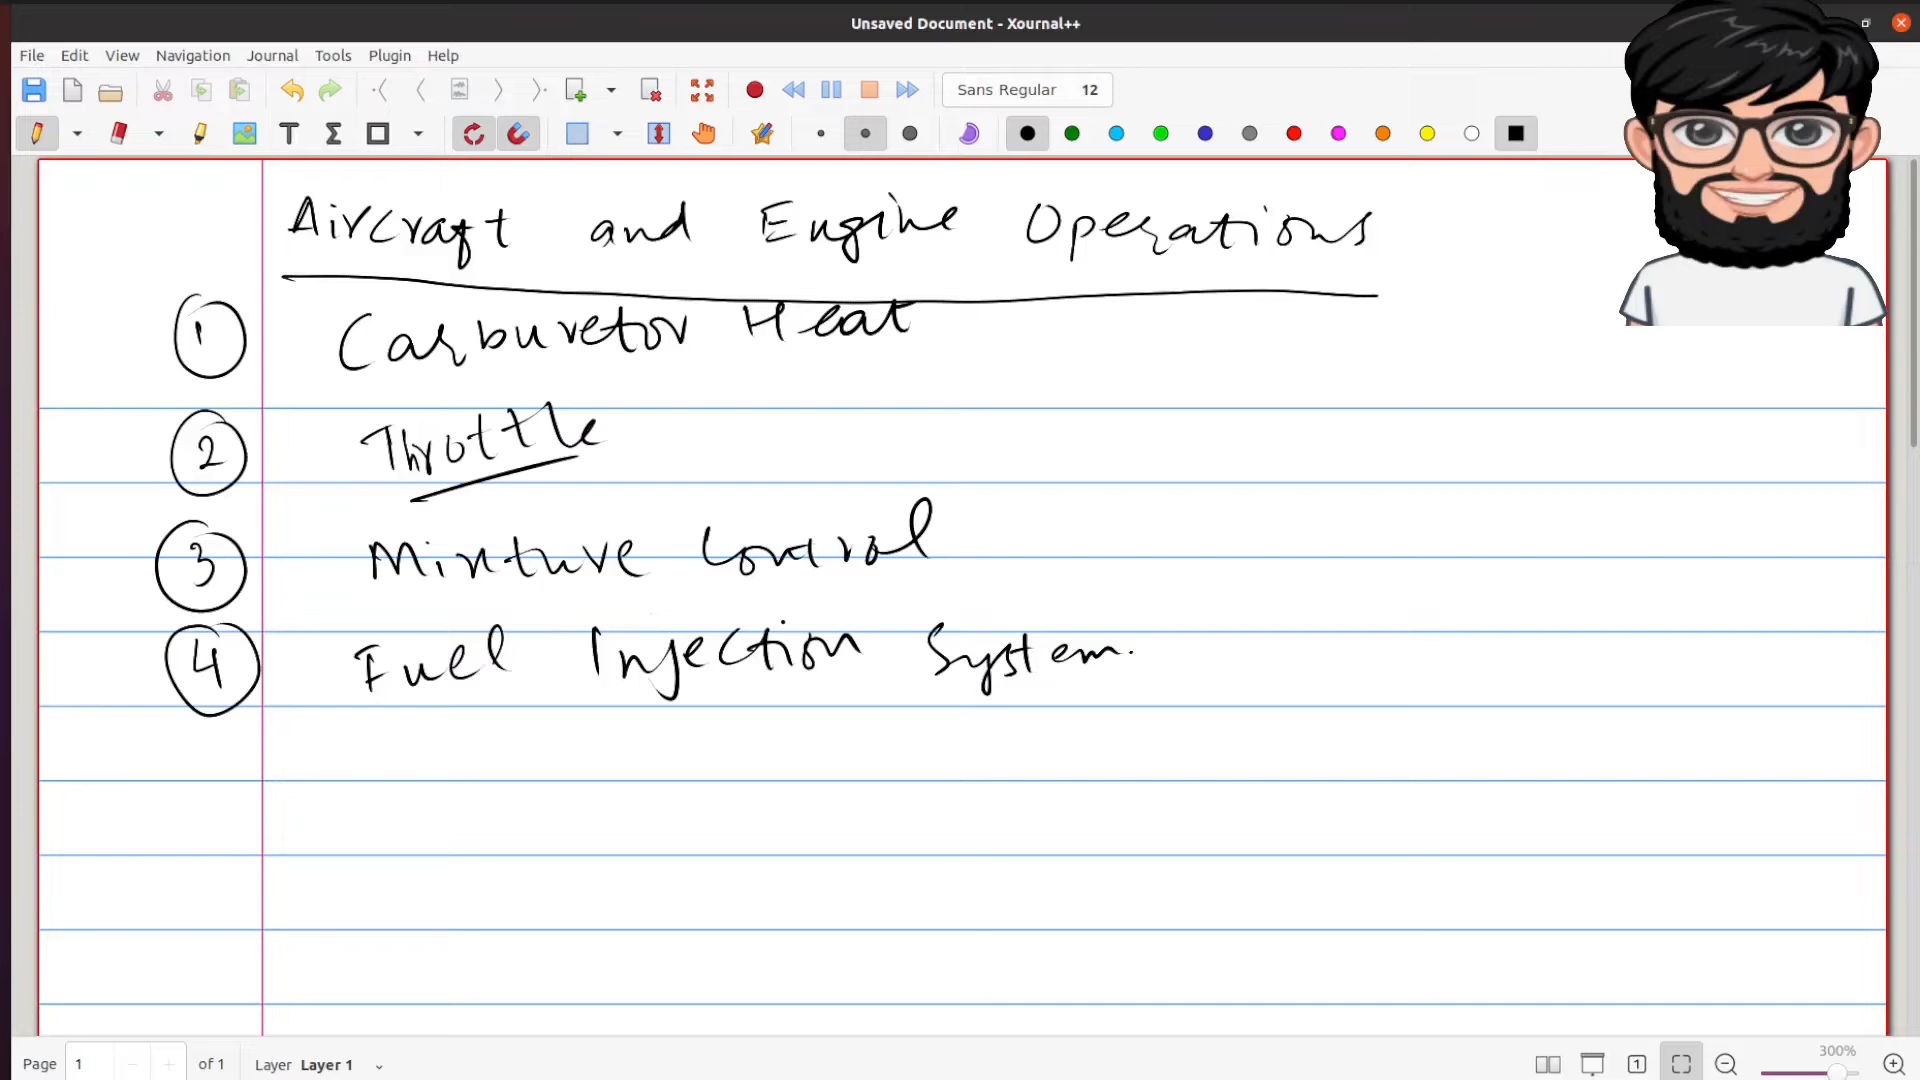 Unsaved Document - Xournal++
File Edit View Navigation Journal Tools Plugin Help
Sans Regular 12
Aircraft and Engine Operations
1 Carburetor Heat
2 Throttle
3 Mixture Control
4 Fuel Injection System.
Page 1 of 1 Layer Layer 1 300%